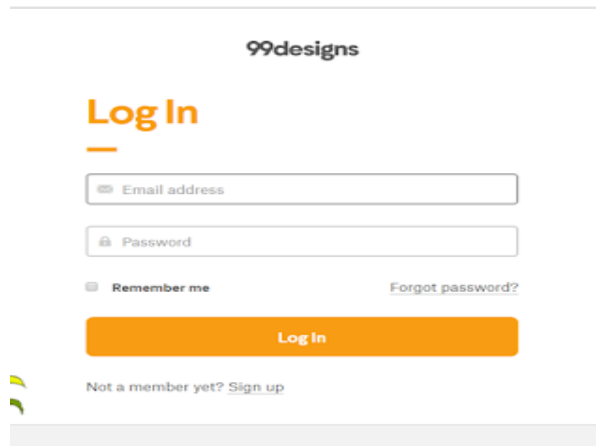 99designs
Log In
Email address
Password
Remember me Forgot password?
Log In
Not a member yet? Sign up